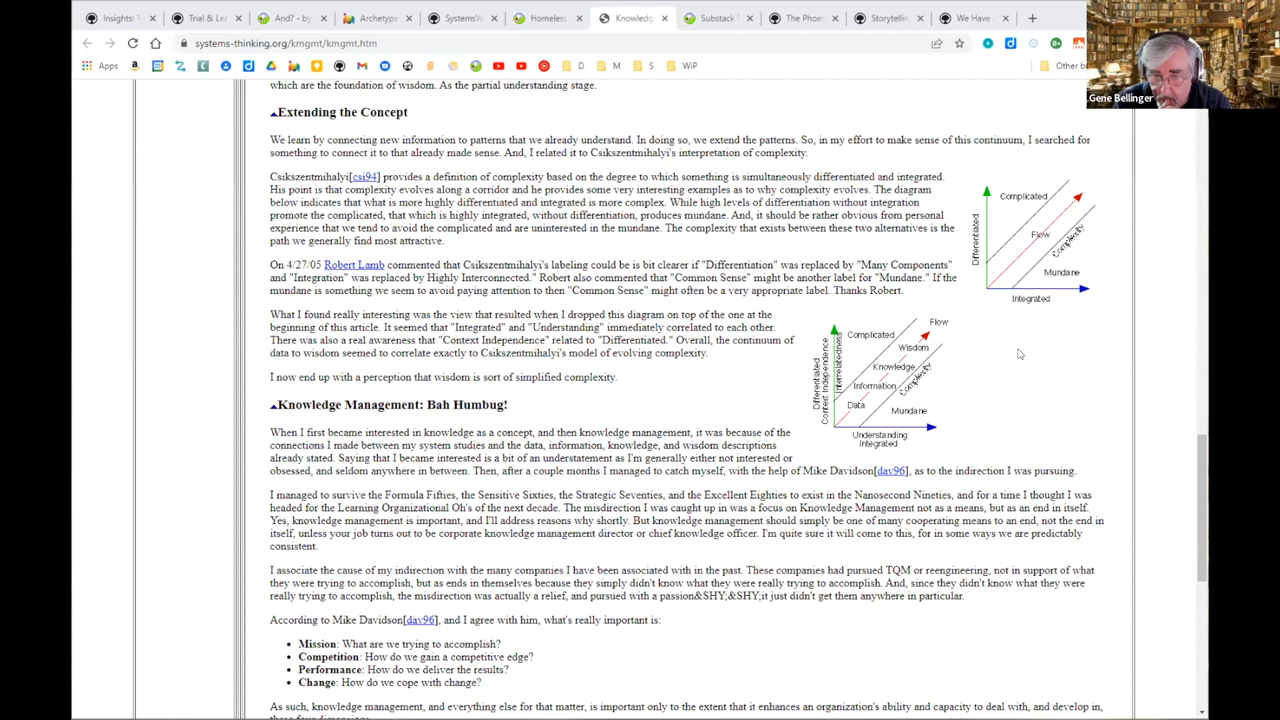 Insights: T
Trial & Le
And? - by
Archetype
SystemsW
Homeless
Knowledg
Substack
The Phoe
Storytellin
We Have
systems-thinking.org/kmgmt/kmgmt.htm
Apps
D
M
S
WiP
Other b
Gene Bellinger
which are the foundation of wisdom. As the partial understanding stage.
Extending the Concept
We learn by connecting new information to patterns that we already understand. In doing so, we extend the patterns. So, in my effort to make sense of this continuum, I searched for
something to connect it to that already made sense. And, I related it to Csikszentmihalyi's interpretation of complexity.
Csikszentmihalyi[csi94] provides a definition of complexity based on the degree to which something is simultaneously differentiated and integrated.
His point is that complexity evolves along a corridor and he provides some very interesting examples as to why complexity evolves. The diagram
below indicates that what is more highly differentiated and integrated is more complex. While high levels of differentiation without integration
promote the complicated, that which is highly integrated, without differentiation, produces mundane. And, it should be rather obvious from personal
experience that we tend to avoid the complicated and are uninterested in the mundane. The complexity that exists between these two alternatives is the
path we generally find most attractive.
Complicated
Flow
Complexity
Mundane
Differentiated
Integrated
On 4/27/05 Robert Lamb commented that Csikszentmihalyi's labeling could be is bit clearer if "Differentiation" was replaced by "Many Components"
and "Integration" was replaced by Highly Interconnected." Robert also commented that "Common Sense" might be another label for "Mundane." If the
mundane is something we seem to avoid paying attention to then "Common Sense" might often be a very appropriate label. Thanks Robert.
What I found really interesting was the view that resulted when I dropped this diagram on top of the one at the
beginning of this article. It seemed that "Integrated" and "Understanding" immediately correlated to each other.
There was also a real awareness that "Context Independence" related to "Differentiated." Overall, the continuum of
data to wisdom seemed to correlate exactly to Csikszentmihalyi's model of evolving complexity.
I now end up with a perception that wisdom is sort of simplified complexity.
Flow
Complicated
Wisdom
Knowledge
Information
Complexity
Data
Mundane
Differentiated
Context Independence
Interrelatedness
Understanding
Integrated
Knowledge Management: Bah Humbug!
When I first became interested in knowledge as a concept, and then knowledge management, it was because of the
connections I made between my system studies and the data, information, knowledge, and wisdom descriptions
already stated. Saying that I became interested is a bit of an understatement as I'm generally either not interested or
obsessed, and seldom anywhere in between. Then, after a couple months I managed to catch myself, with the help of Mike Davidson[dav96], as to the indirection I was pursuing.
I managed to survive the Formula Fifties, the Sensitive Sixties, the Strategic Seventies, and the Excellent Eighties to exist in the Nanosecond Nineties, and for a time I thought I was
headed for the Learning Organizational Oh's of the next decade. The misdirection I was caught up in was a focus on Knowledge Management not as a means, but as an end in itself.
Yes, knowledge management is important, and I'll address reasons why shortly. But knowledge management should simply be one of many cooperating means to an end, not the end in
itself, unless your job turns out to be corporate knowledge management director or chief knowledge officer. I'm quite sure it will come to this, for in some ways we are predictably
consistent.
I associate the cause of my indirection with the many companies I have been associated with in the past. These companies had pursued TQM or reengineering, not in support of what
they were trying to accomplish, but as ends in themselves because they simply didn't know what they were really trying to accomplish. And, since they didn't know what they were
really trying to accomplish, the misdirection was actually a relief, and pursued with a passion&SHY;&SHY;it just didn't get them anywhere in particular.
According to Mike Davidson[dav96], and I agree with him, what's really important is:
Mission: What are we trying to accomplish?
Competition: How do we gain a competitive edge?
Performance: How do we deliver the results?
Change: How do we cope with change?
As such, knowledge management, and everything else for that matter, is important only to the extent that it enhances an organization's ability and capacity to deal with, and develop in,